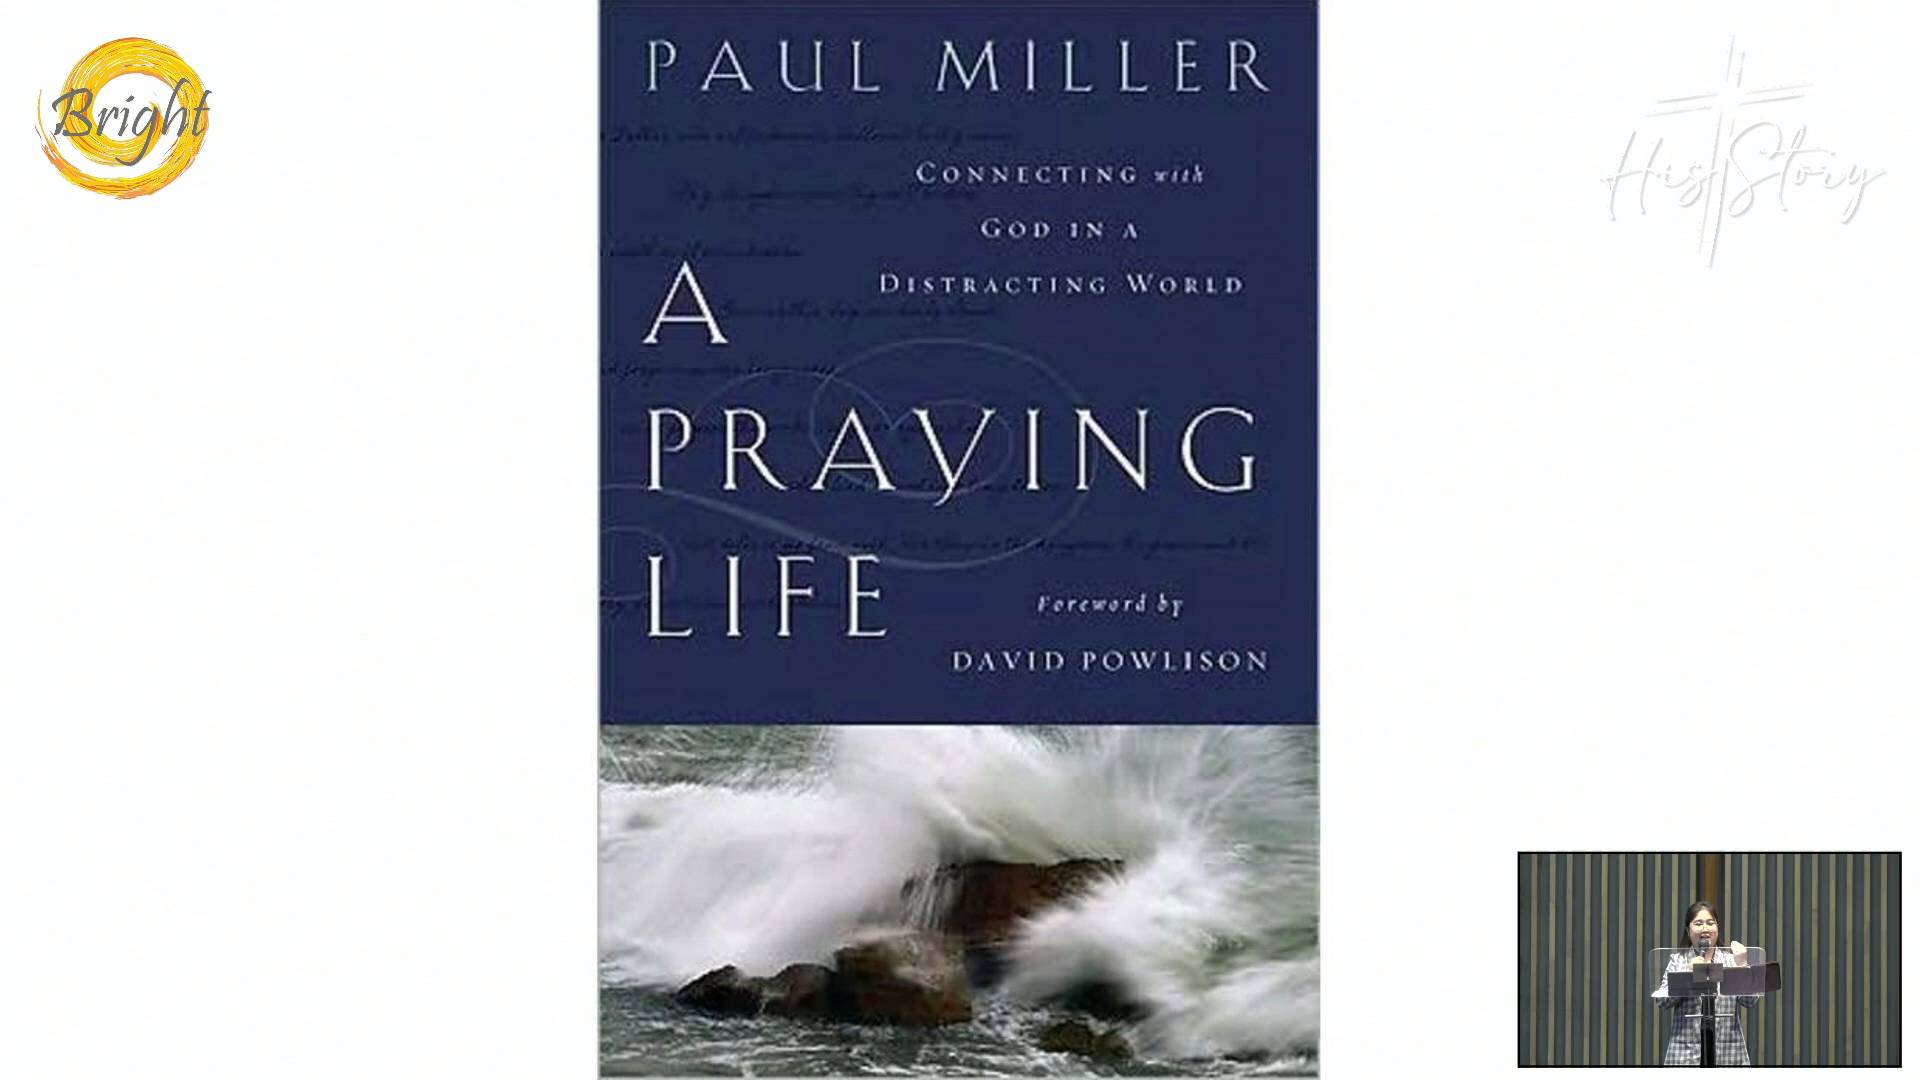 Bright
His Story
PAUL MILLER
CONNECTING with
GOD IN A
DISTRACTING WORLD
A
PRAYING
LIFE
Foreword by
DAVID POWLISON